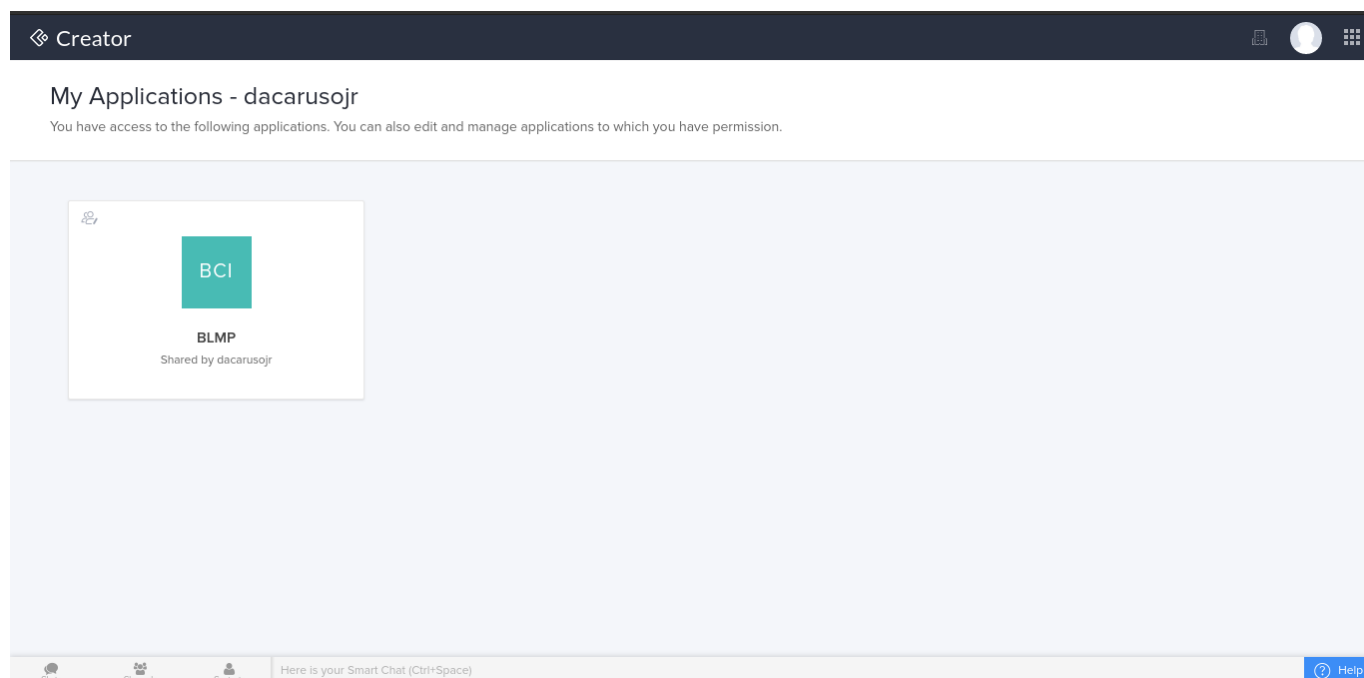 Creator
My Applications - dacarusojr
You have access to the following applications. You can also edit and manage applications to which you have permission.
BCI
BLMP
Shared by dacarusojr
Here is your Smart Chat (Ctrl+Space)
Help